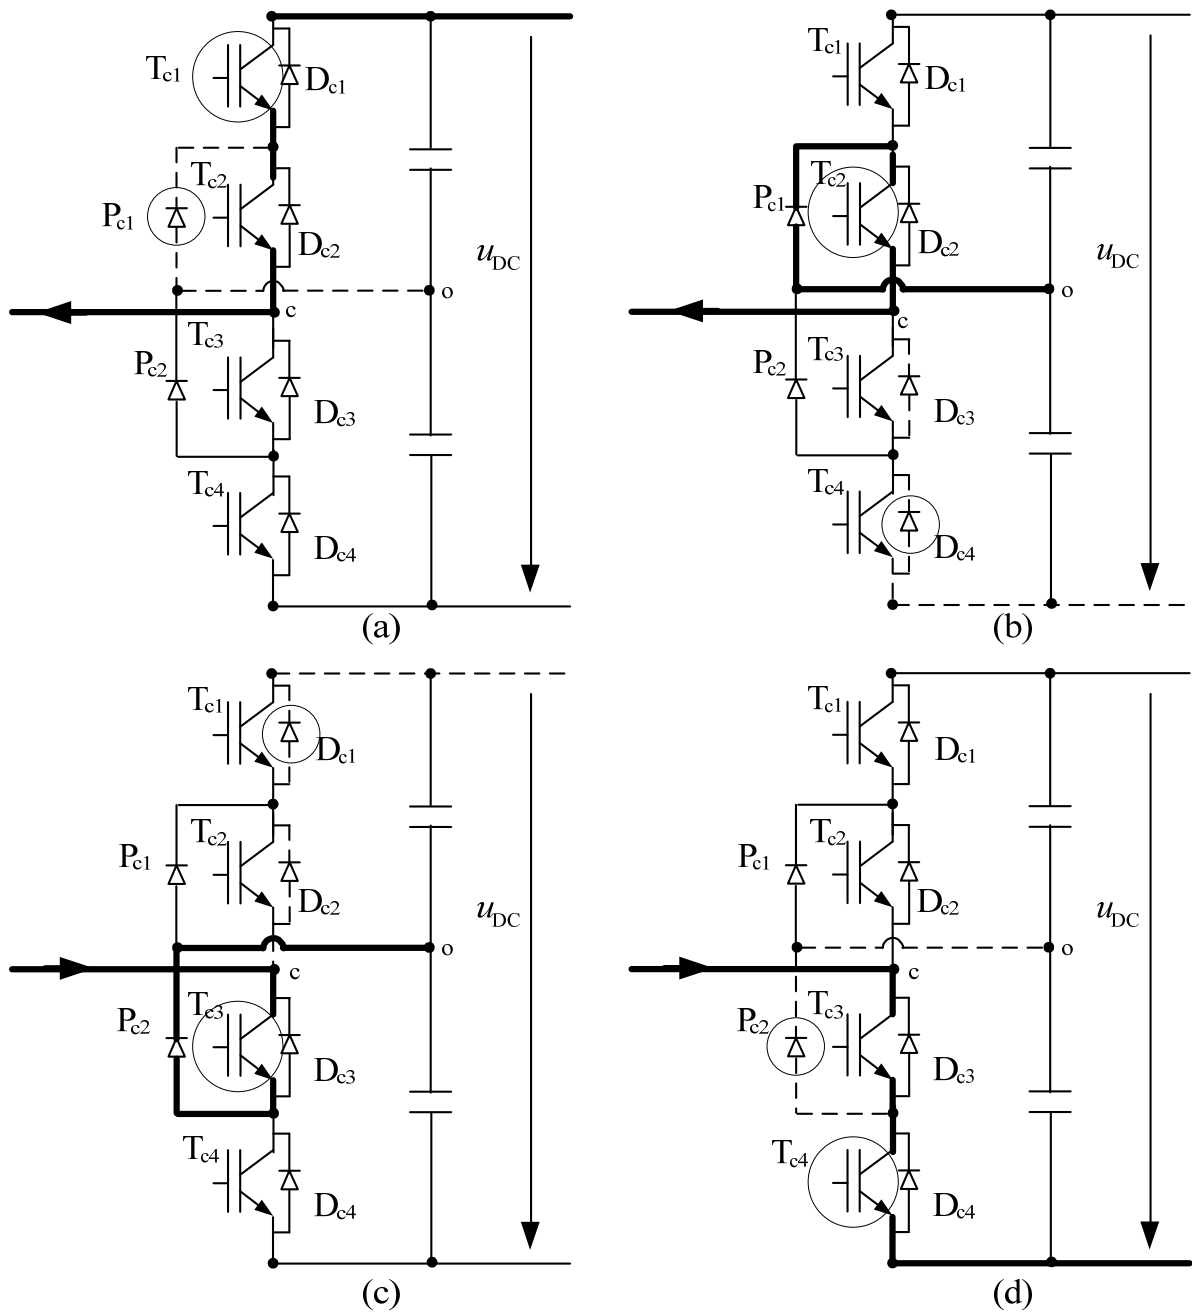 Tc1
Dc1
Tc2
Pc1
Dc2
uDC
o
c
Tc3
Pc2
Dc3
Tc4
Dc4
(a)
Tc1
Dc1
Tc2
Pc1
Dc2
uDC
o
c
Tc3
Pc2
Dc3
Tc4
Dc4
(b)
Tc1
Dc1
Tc2
Pc1
Dc2
uDC
o
c
Tc3
Pc2
Dc3
Tc4
Dc4
(c)
Tc1
Dc1
Tc2
Pc1
Dc2
uDC
o
c
Tc3
Pc2
Dc3
Tc4
Dc4
(d)